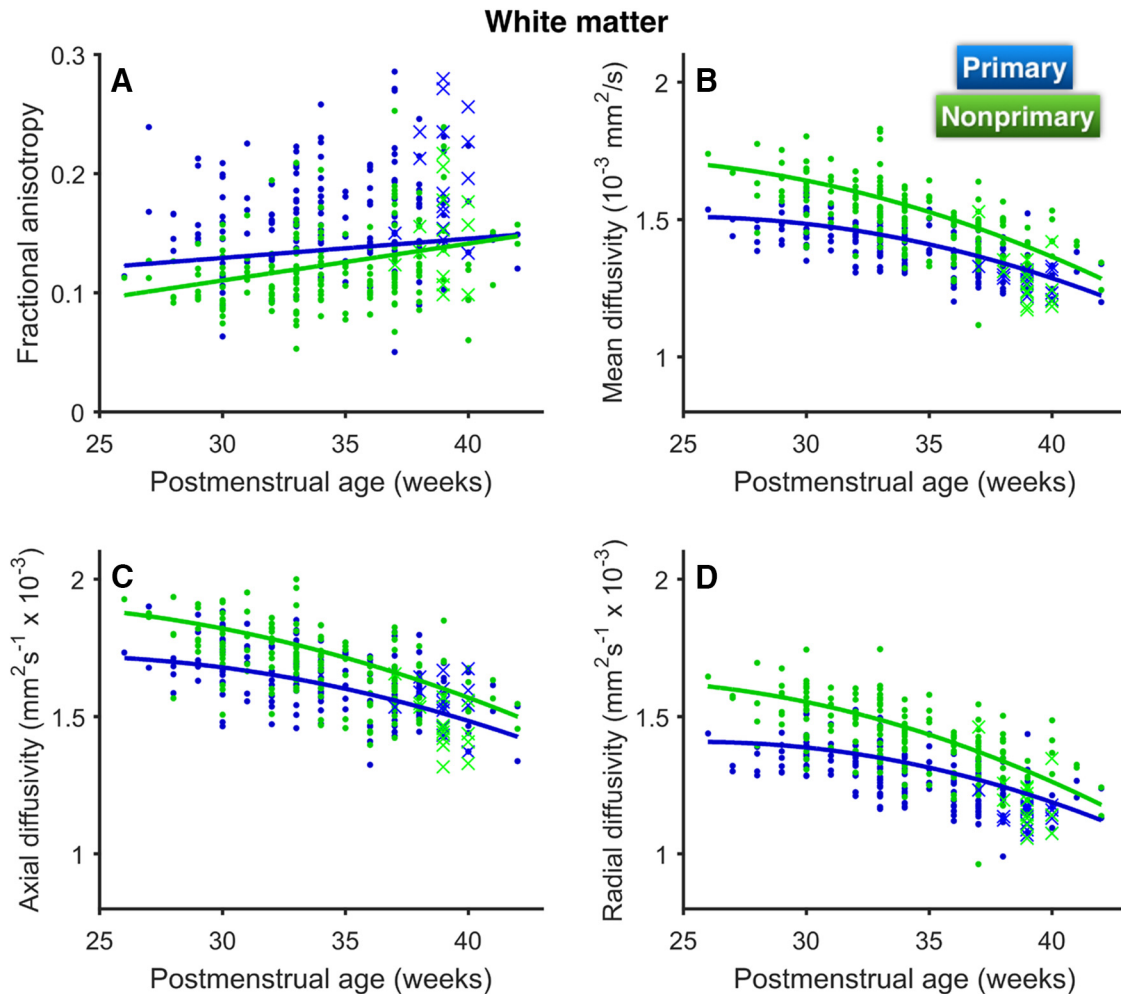 White matter
A
Fractional anisotropy
0.3
0.2
0.1
0
25 30 35 40
Postmenstrual age (weeks)
B
Primary
Nonprimary
Mean diffusivity (10⁻³ mm²/s)
2
1.5
1
25 30 35 40
Postmenstrual age (weeks)
C
Axial diffusivity (mm²s⁻¹ x 10⁻³)
2
1.5
1
25 30 35 40
Postmenstrual age (weeks)
D
Radial diffusivity (mm²s⁻¹ x 10⁻³)
2
1.5
1
25 30 35 40
Postmenstrual age (weeks)